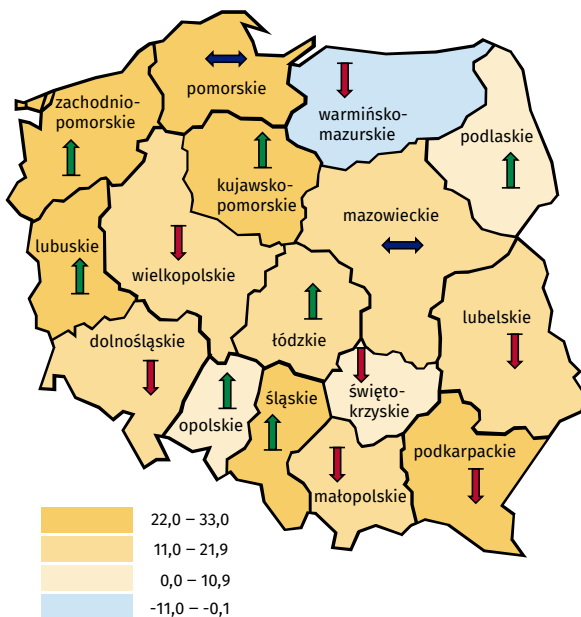 zachodnio-
pomorskie
pomorskie
warmińsko-
mazurskie
podlaskie
kujawsko-
pomorskie
mazowieckie
lubuskie
wielkopolskie
łódzkie
lubelskie
dolnośląskie
opolskie
śląskie
święto-
krzyskie
podkarpackie
małopolskie
22,0 – 33,0
11,0 – 21,9
0,0 – 10,9
-11,0 – -0,1